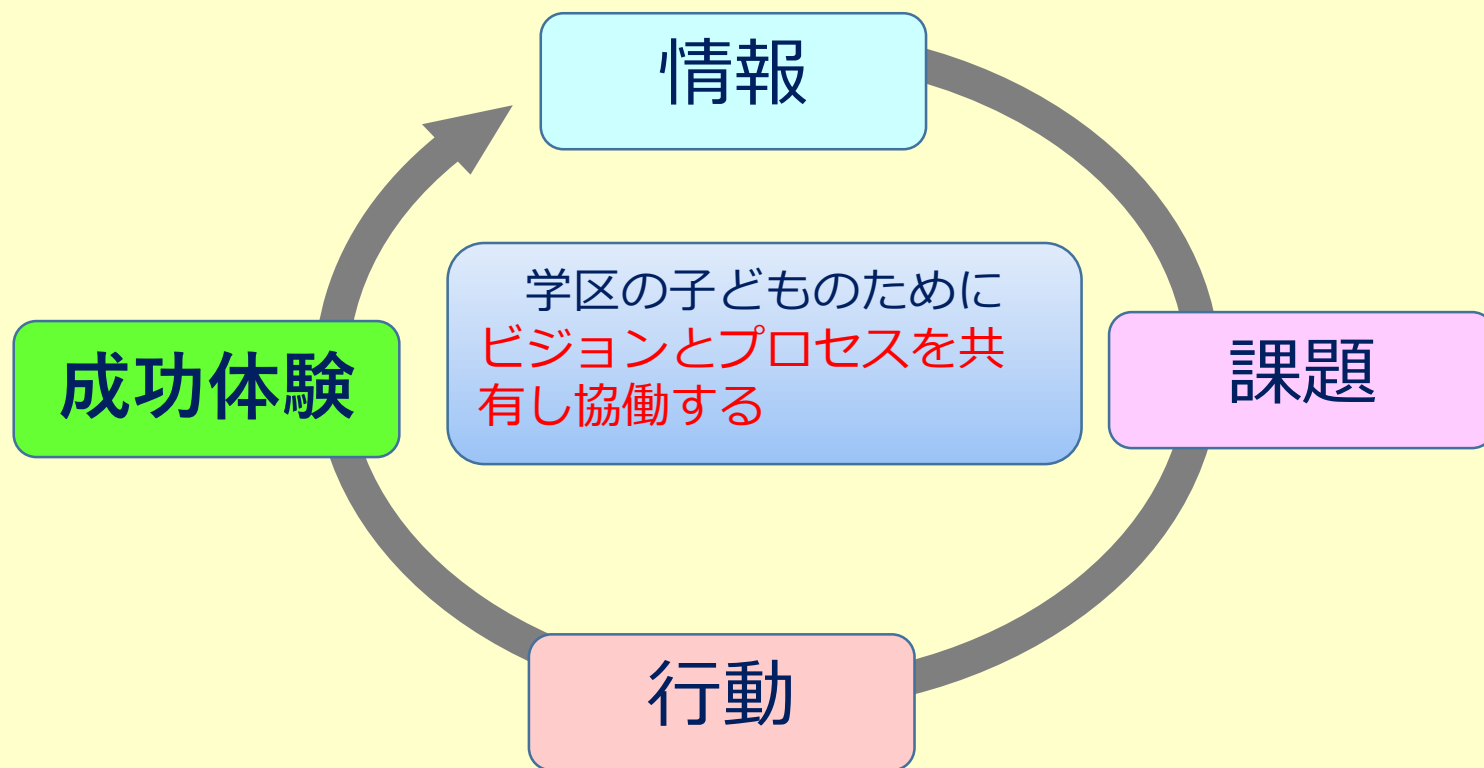 情報
学区の子どものために
ビジョンとプロセスを共
有し協働する
成功体験
課題
行動